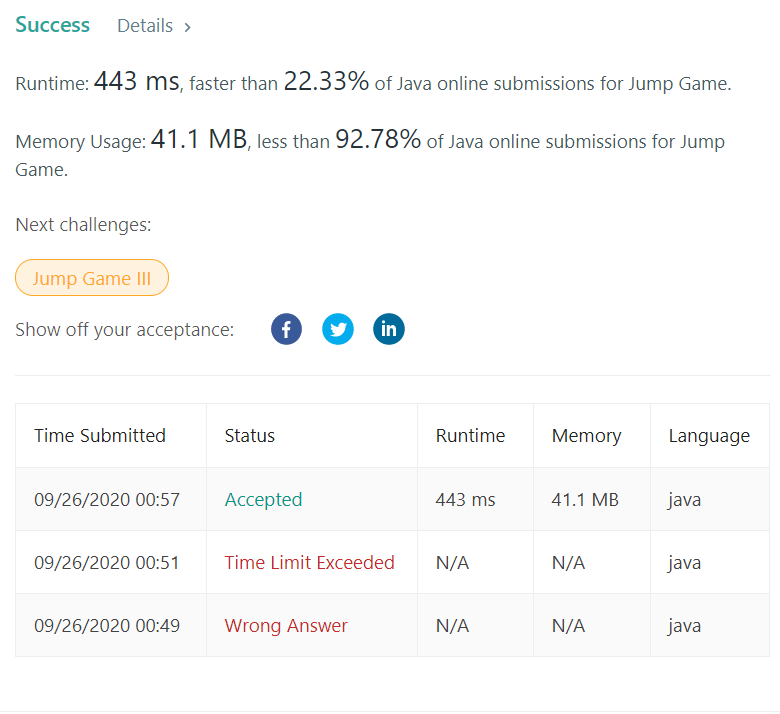 Success Details >
Runtime: 443 ms, faster than 22.33% of Java online submissions for Jump Game.
Memory Usage: 41.1 MB, less than 92.78% of Java online submissions for Jump
Game.
Next challenges:
Jump Game III
Show off your acceptance: f in
Time Submitted Status Runtime Memory Language
09/26/2020 00:57 Accepted 443 ms 41.1 MB java
09/26/2020 00:51 Time Limit Exceeded N/A N/A java
09/26/2020 00:49 Wrong Answer N/A N/A java